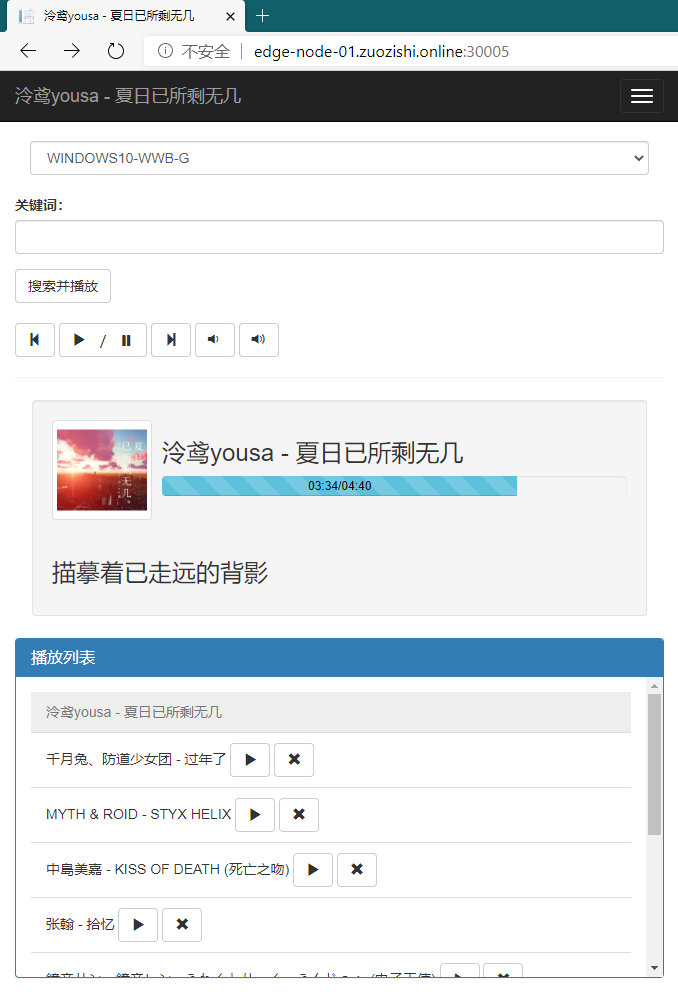 泠鸢yousa - 夏日已所剩无几
不安全 | edge-node-01.zuozishi.online:30005
泠鸢yousa - 夏日已所剩无几
WINDOWS10-WWB-G
关键词:
搜索并播放
/
泠鸢yousa - 夏日已所剩无几
03:34/04:40
描摹着已走远的背影
播放列表
泠鸢yousa - 夏日已所剩无几
千月兔、防道少女团 - 过年了
MYTH & ROID - STYX HELIX
中島美嘉 - KISS OF DEATH (死亡之吻)
张翰 - 拾忆